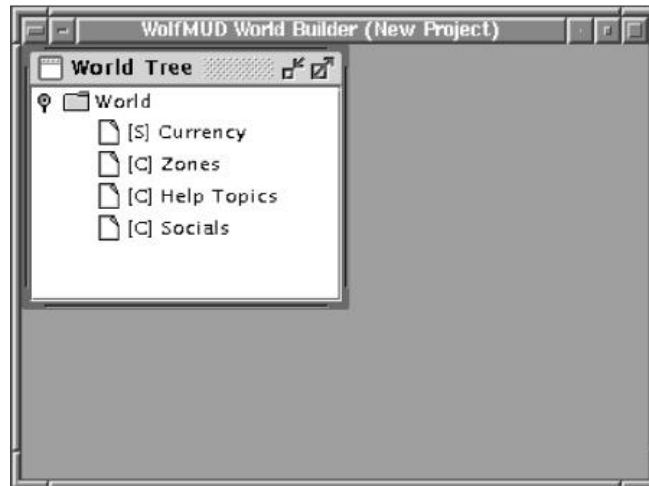 WolfMUD World Builder (New Project)
World Tree
World
[S] Currency
[C] Zones
[C] Help Topics
[C] Socials